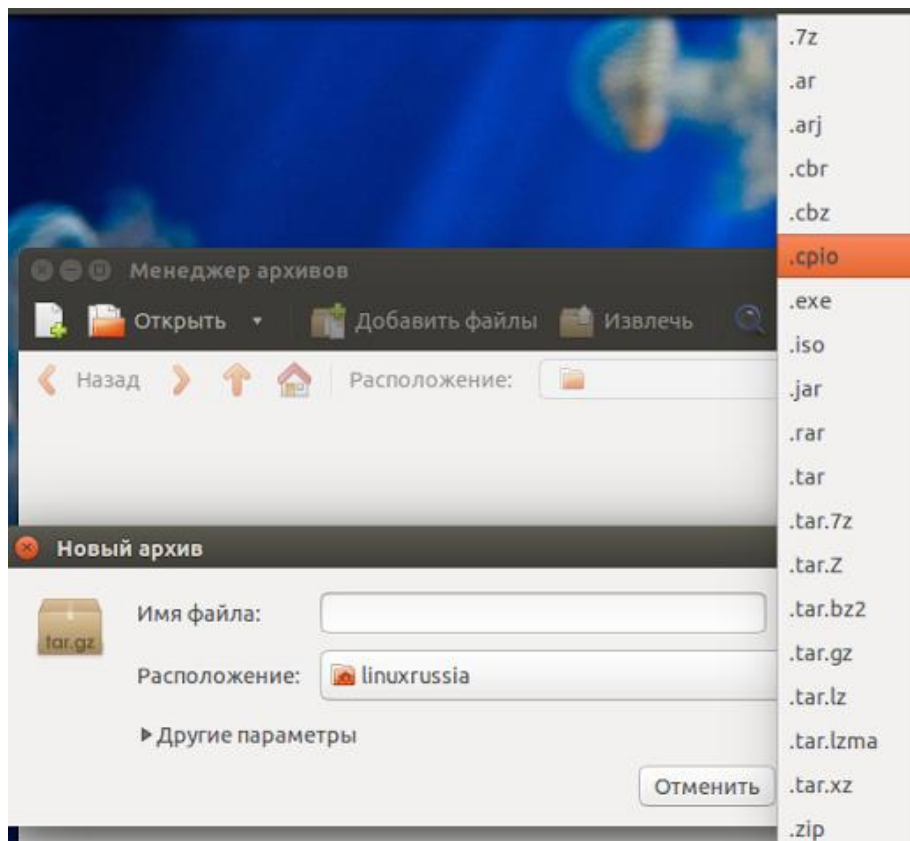 Менеджер архивов
Открыть
Добавить файлы
Извлечь
Назад
Расположение:
Новый архив
tar.gz
Имя файла:
Расположение:
linuxrussia
Другие параметры
Отменить
.7z
.ar
.arj
.cbr
.cbz
.cpio
.exe
.iso
.jar
.rar
.tar
.tar.7z
.tar.Z
.tar.bz2
.tar.gz
.tar.lz
.tar.lzma
.tar.xz
.zip